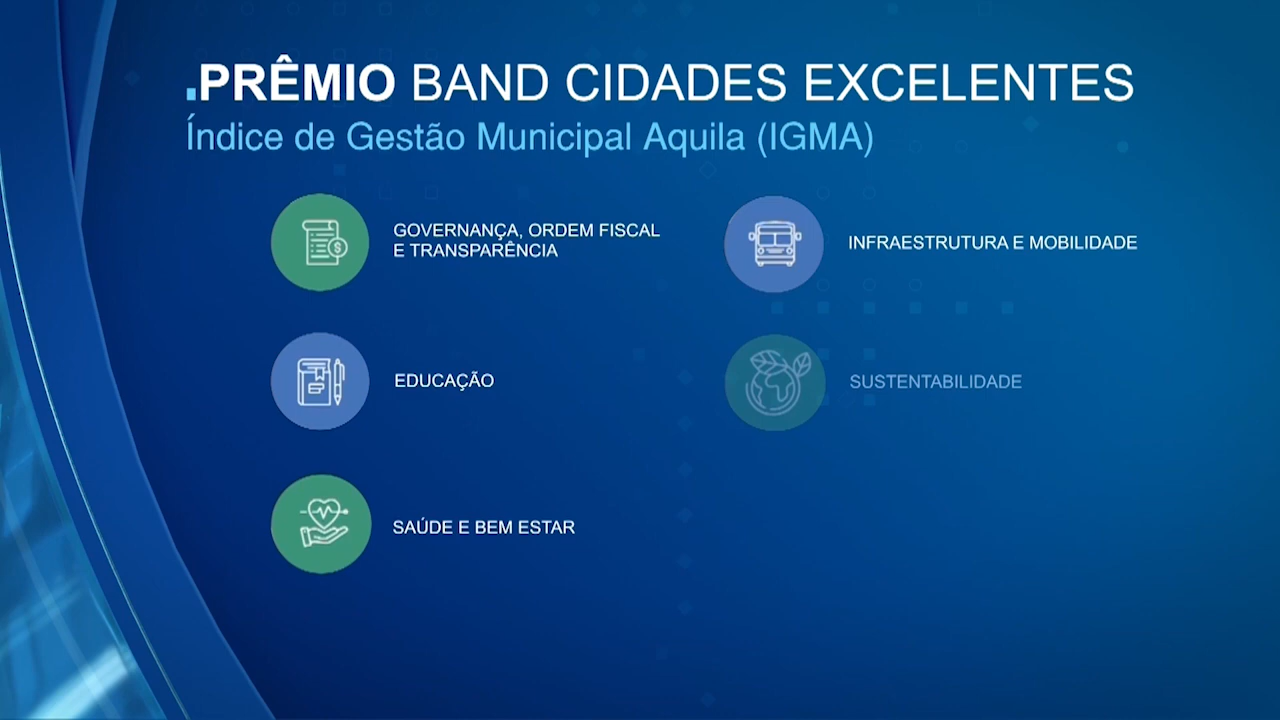 .PRÊMIO BAND CIDADES EXCELENTES
Índice de Gestão Municipal Aquila (IGMA)
GOVERNANÇA, ORDEM FISCAL
E TRANSPARÊNCIA
EDUCAÇÃO
SAÚDE E BEM ESTAR
INFRAESTRUTURA E MOBILIDADE
SUSTENTABILIDADE